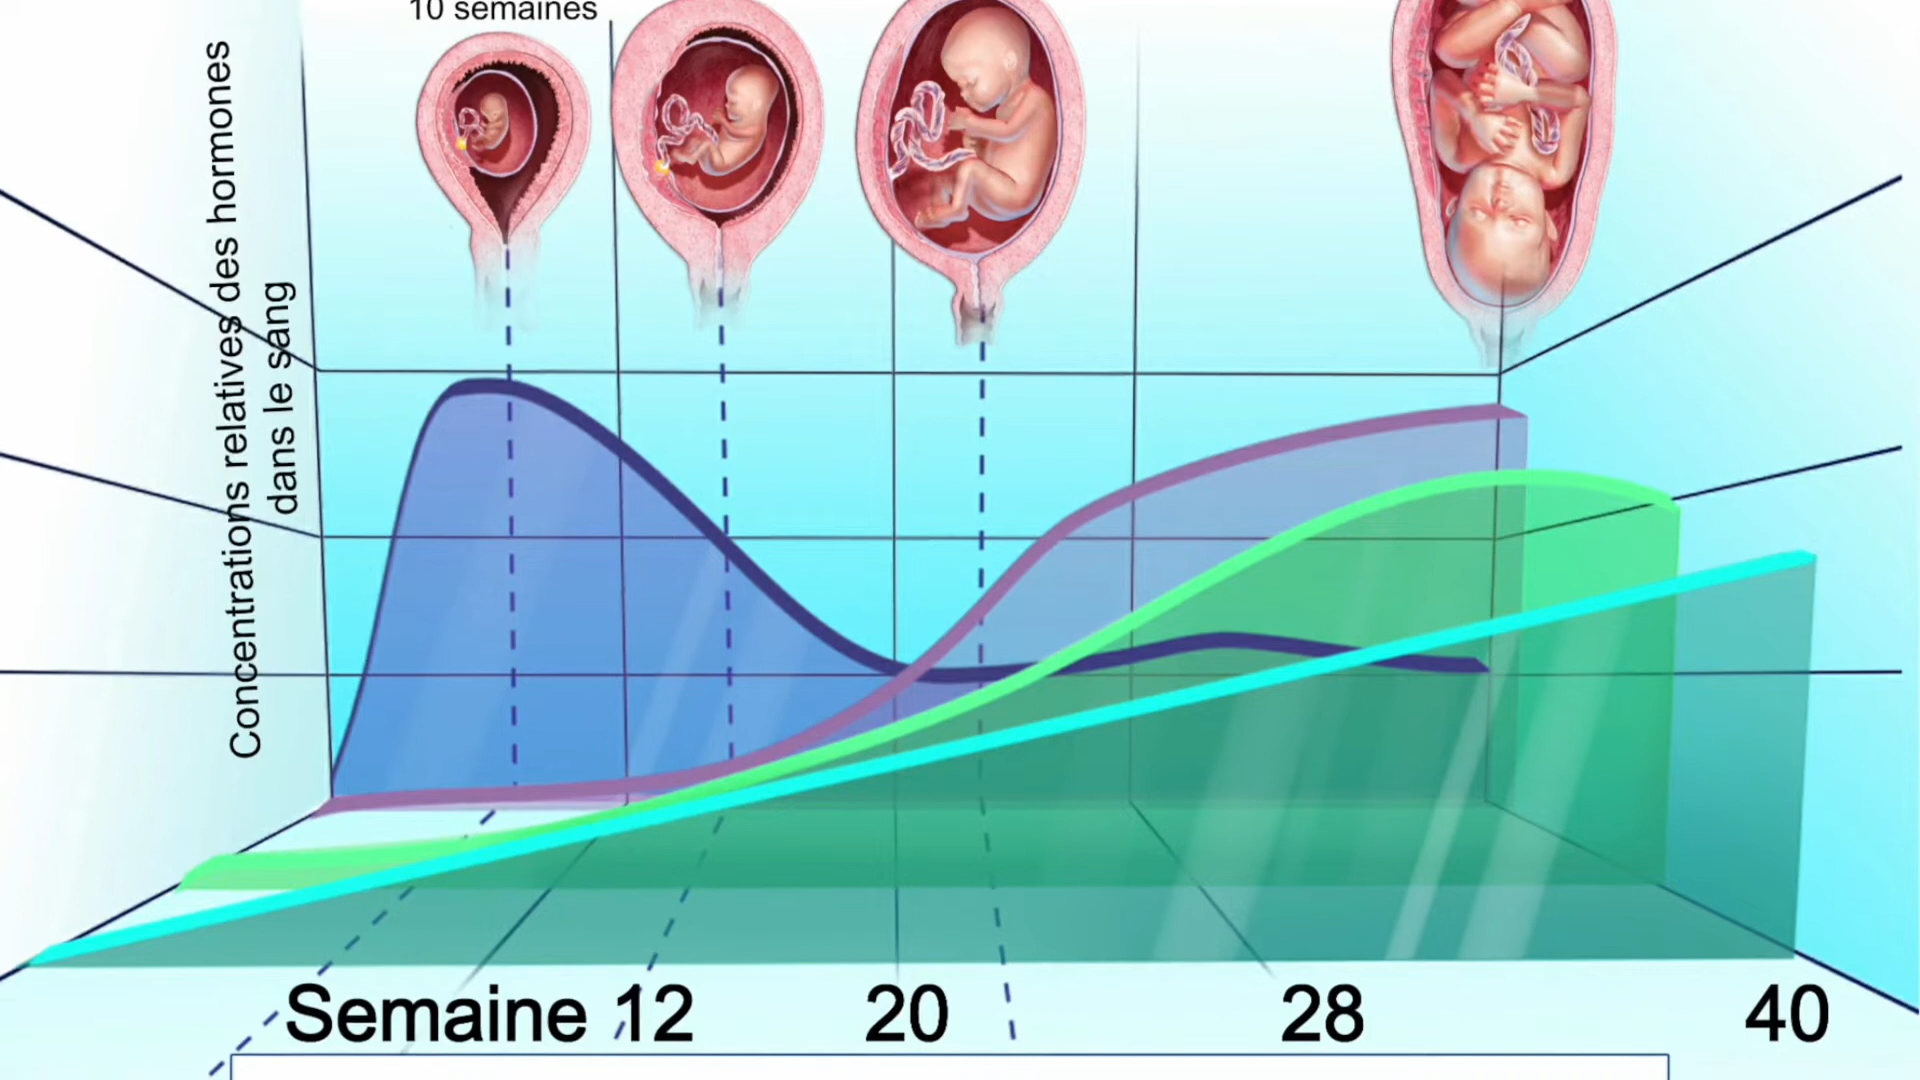 10 semaines
Concentrations relatives des hormones
dans le sang
Semaine 12 20 28 40